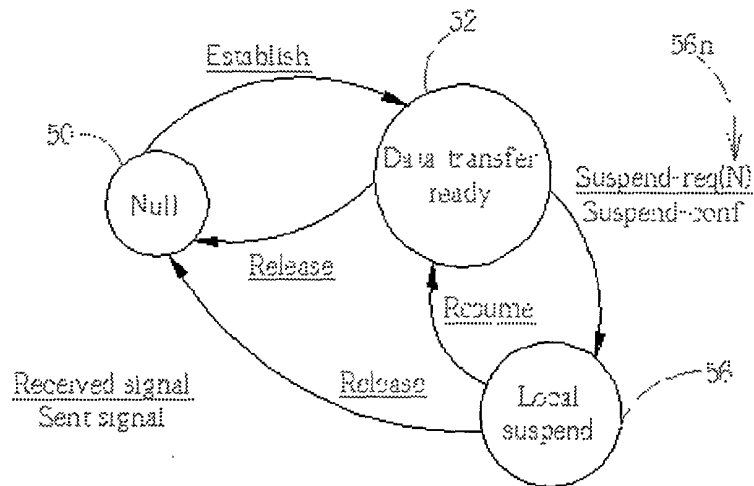 52
56n
Establish
50
Data transfer
ready
Suspend-req(N)
Suspend-conf
Null
Release
Resume
Received signal
Sent signal
Release
Local
suspend
56